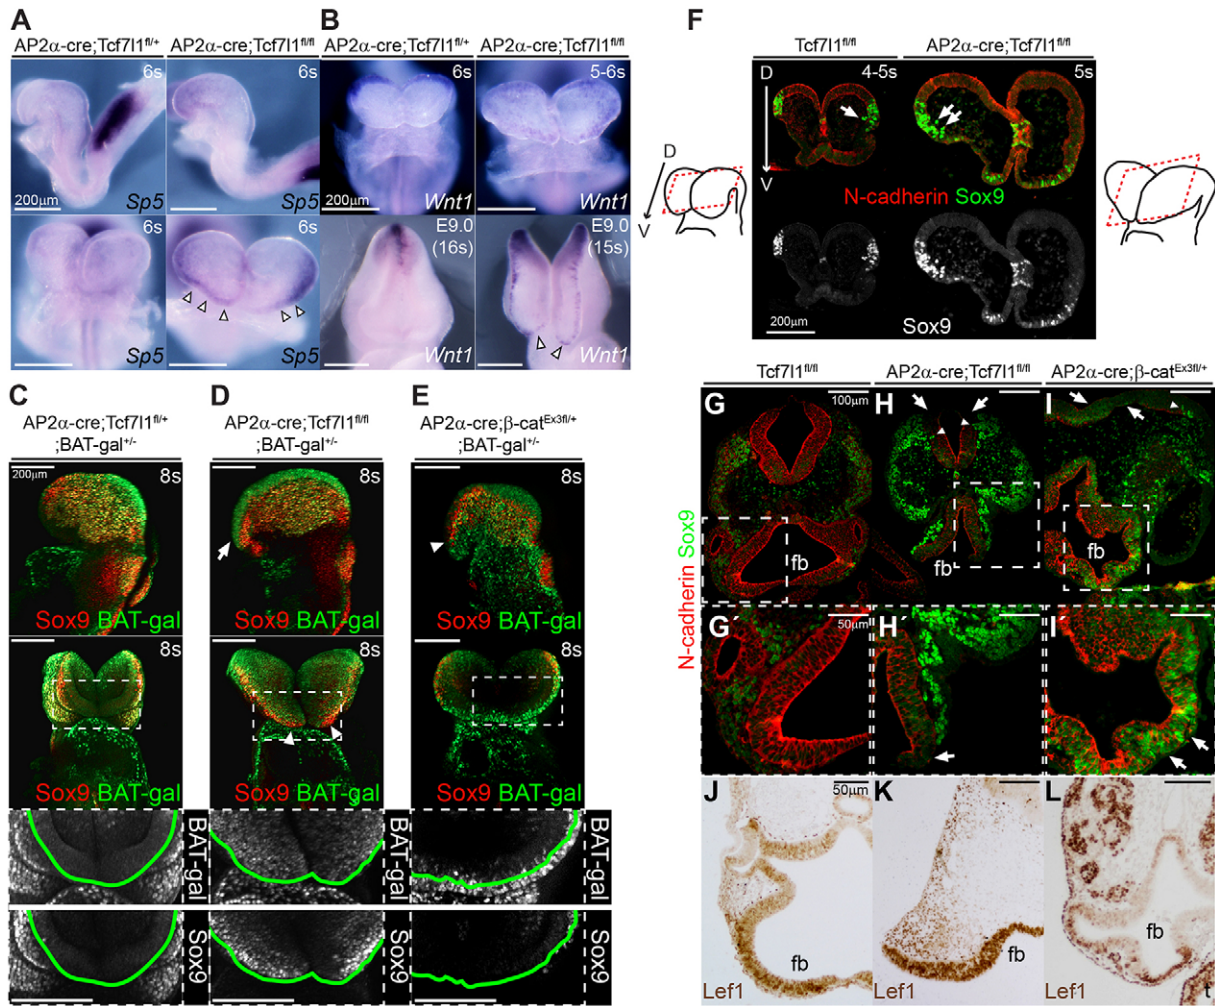 A
B
F
AP2α-cre;Tcf7l1fl/+
AP2α-cre;Tcf7l1fl/fl
AP2α-cre;Tcf7l1fl/+
AP2α-cre;Tcf7l1fl/fl
Tcf7l1fl/fl
AP2α-cre;Tcf7l1fl/fl
6s
6s
6s
5-6s
4-5s
5s
D
V
200μm
Sp5
Sp5
Wnt1
Wnt1
D
V
N-cadherin Sox9
6s
6s
E9.0
(16s)
E9.0
(15s)
Sp5
Sp5
Wnt1
Wnt1
200μm
Sox9
C
D
E
AP2α-cre;Tcf7l1fl/+
;BAT-gal+/-
AP2α-cre;Tcf7l1fl/fl
;BAT-gal+/-
AP2α-cre;β-catEx3fl/+
;BAT-gal+/-
200μm
8s
8s
8s
Sox9 BAT-gal
Sox9 BAT-gal
Sox9 BAT-gal
8s
8s
8s
Sox9 BAT-gal
Sox9 BAT-gal
Sox9 BAT-gal
BAT-gal
BAT-gal
BAT-gal
Sox9
Sox9
Sox9
Tcf7l1fl/fl
AP2α-cre;Tcf7l1fl/fl
AP2α-cre;β-catEx3fl/+
N-cadherin Sox9
G
100μm
H
I
fb
fb
fb
G´
50μm
H´
I´
J
50μm
K
L
fb
fb
fb
Lef1
Lef1
Lef1
t